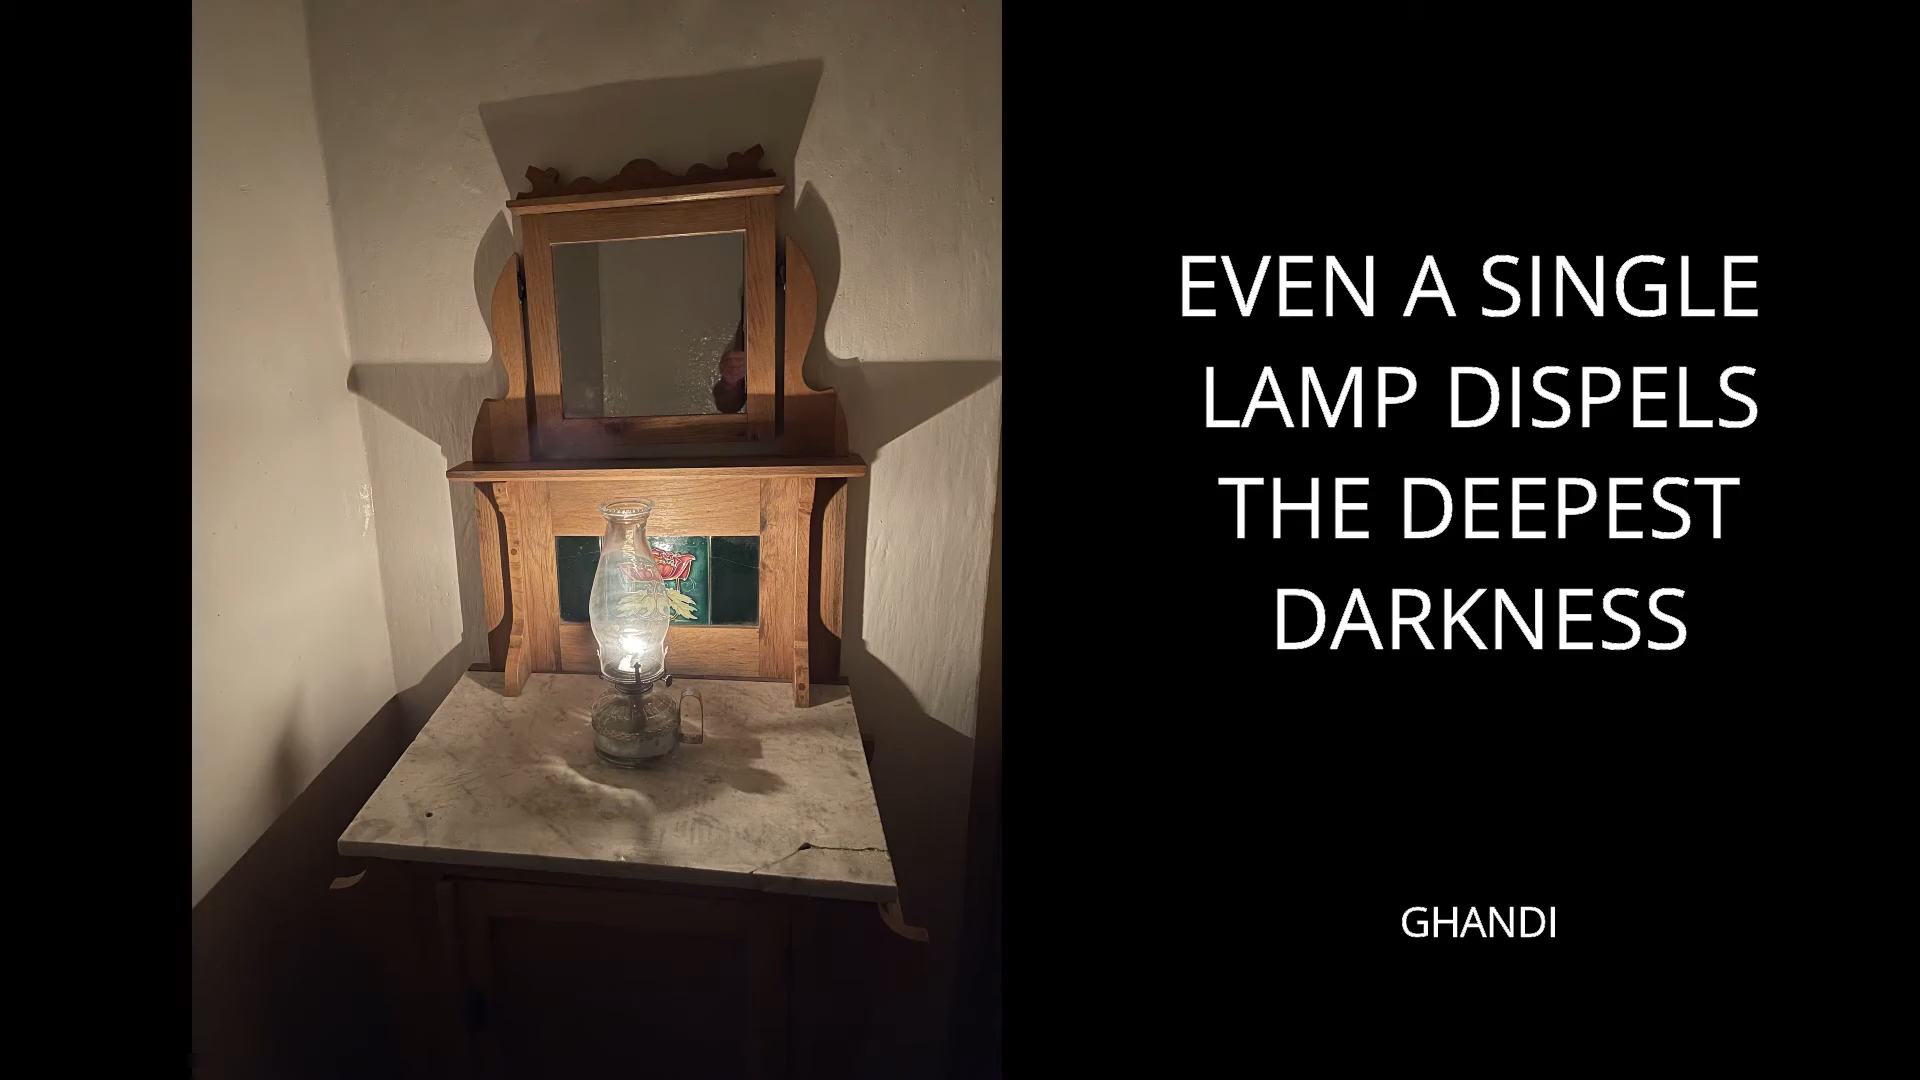 EVEN A SINGLE
LAMP DISPELS
THE DEEPEST
DARKNESS
GHANDI